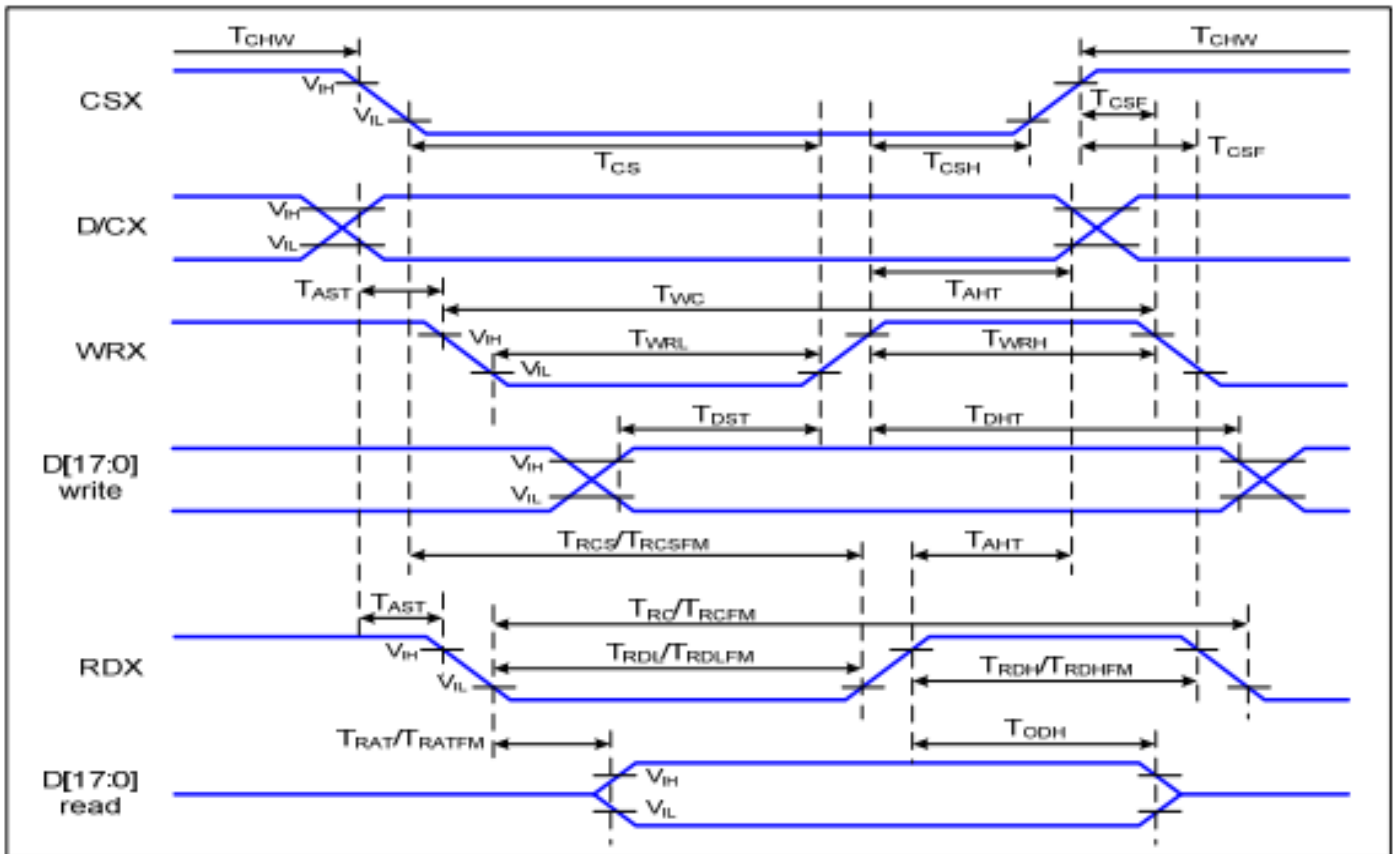 TCHW TCHW
VIH
CSX
TCSF
VIL
TCS TCSH TCSF
VIH
D/CX
VIL
TAST TWC TAHT
WRX
VIH TWRL TWRH
VIL
TDST TDHT
D[17:0]
write
VIH
VIL
TRCS/TRCSFM TAHT
TAST TRC/TRCFM
RDX
VIH TRDL/TRDLFM TRDH/TRDHFM
VIL
TRAT/TRATFM TODH
D[17:0]
read
VIH
VIL